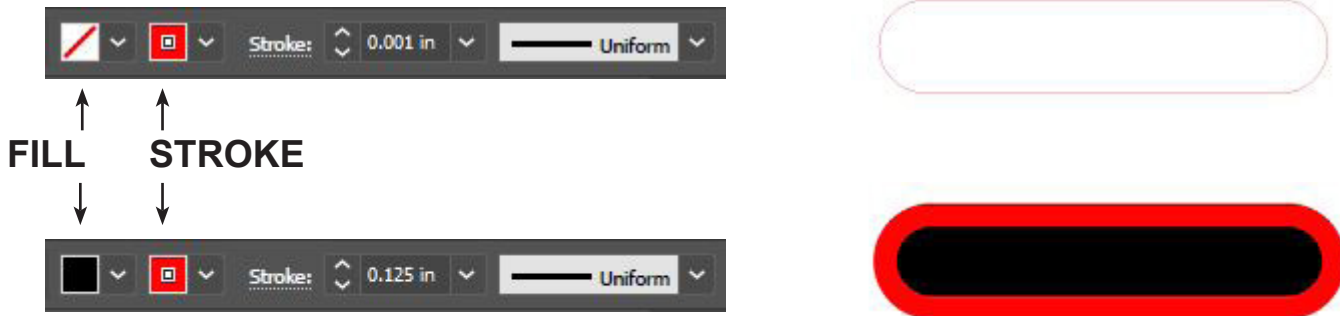 Stroke: 0.001 in Uniform
FILL STROKE
Stroke: 0.125 in Uniform